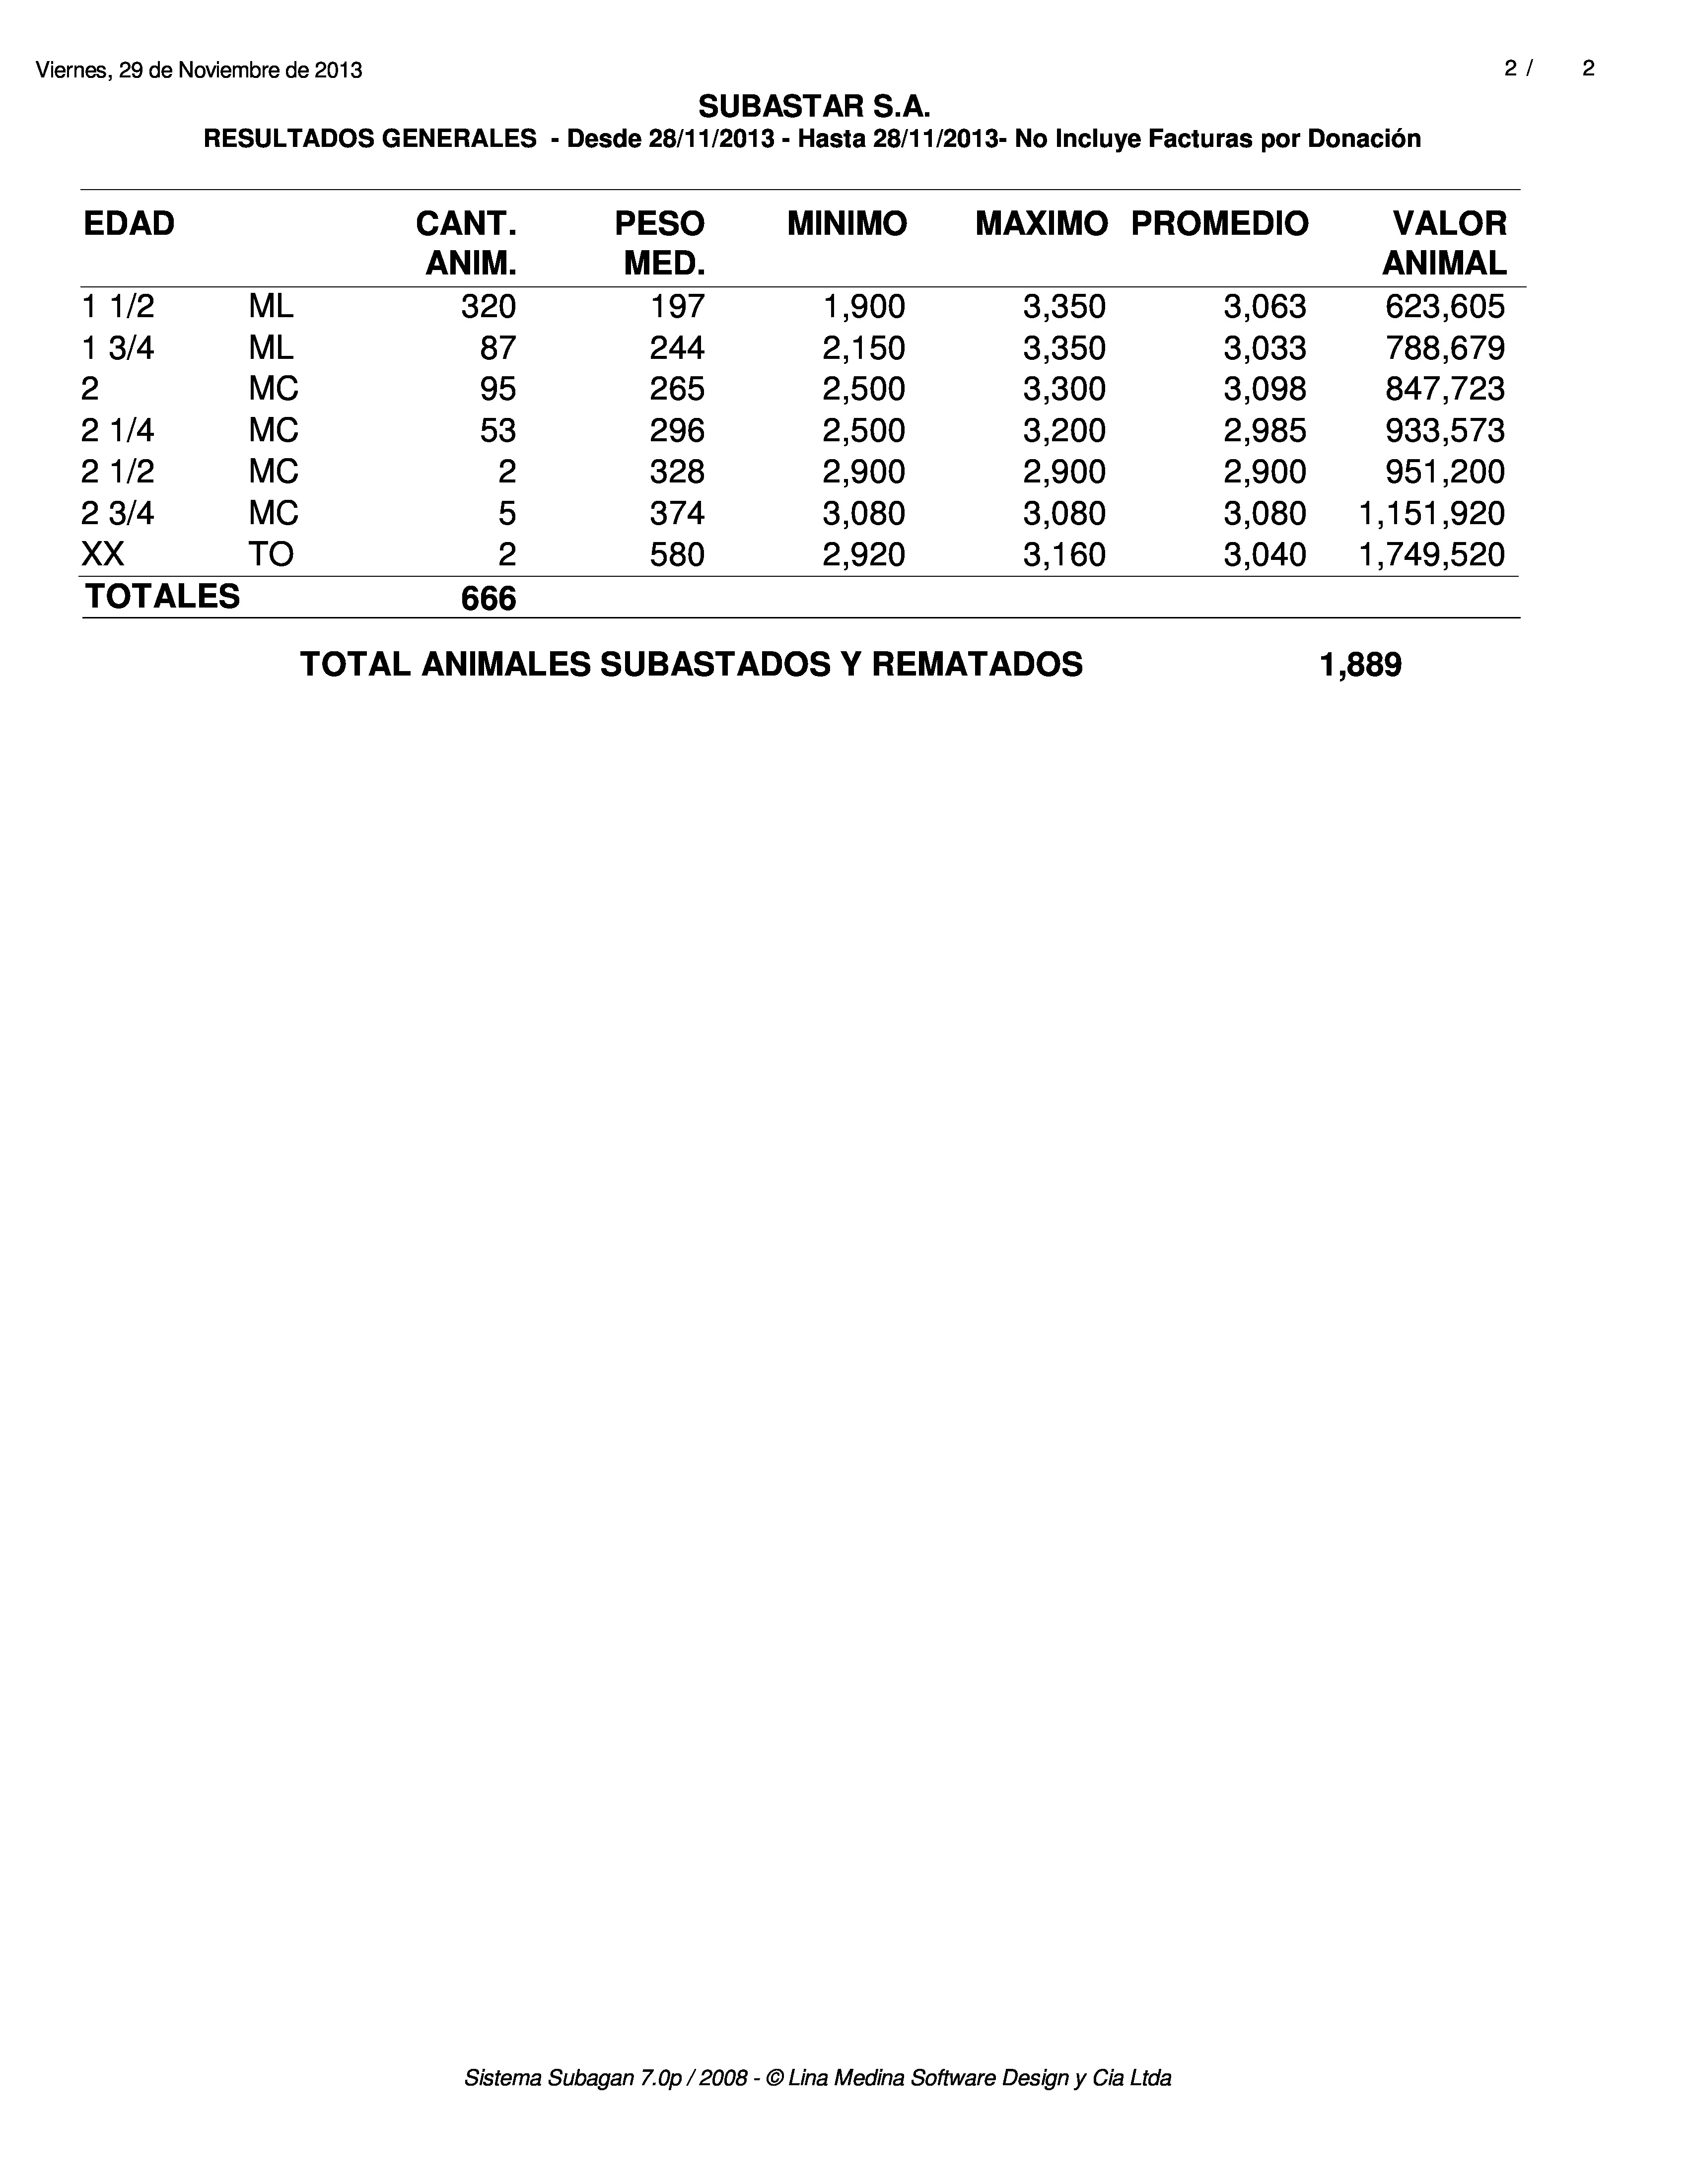 Viernes, 29 de Noviembre de 2013 2 / 2
SUBASTAR S.A.
RESULTADOS GENERALES - Desde 28/11/2013 - Hasta 28/11/2013- No Incluye Facturas por Donación
EDAD CANT. PESO MINIMO MAXIMO PROMEDIO VALOR
ANIM. MED. ANIMAL
1 1/2 ML 320 197 1,900 3,350 3,063 623,605
1 3/4 ML 87 244 2,150 3,350 3,033 788,679
2 MC 95 265 2,500 3,300 3,098 847,723
2 1/4 MC 53 296 2,500 3,200 2,985 933,573
2 1/2 MC 2 328 2,900 2,900 2,900 951,200
2 3/4 MC 5 374 3,080 3,080 3,080 1,151,920
XX TO 2 580 2,920 3,160 3,040 1,749,520
TOTALES 666
TOTAL ANIMALES SUBASTADOS Y REMATADOS 1,889
Sistema Subagan 7.0p / 2008 - © Lina Medina Software Design y Cia Ltda